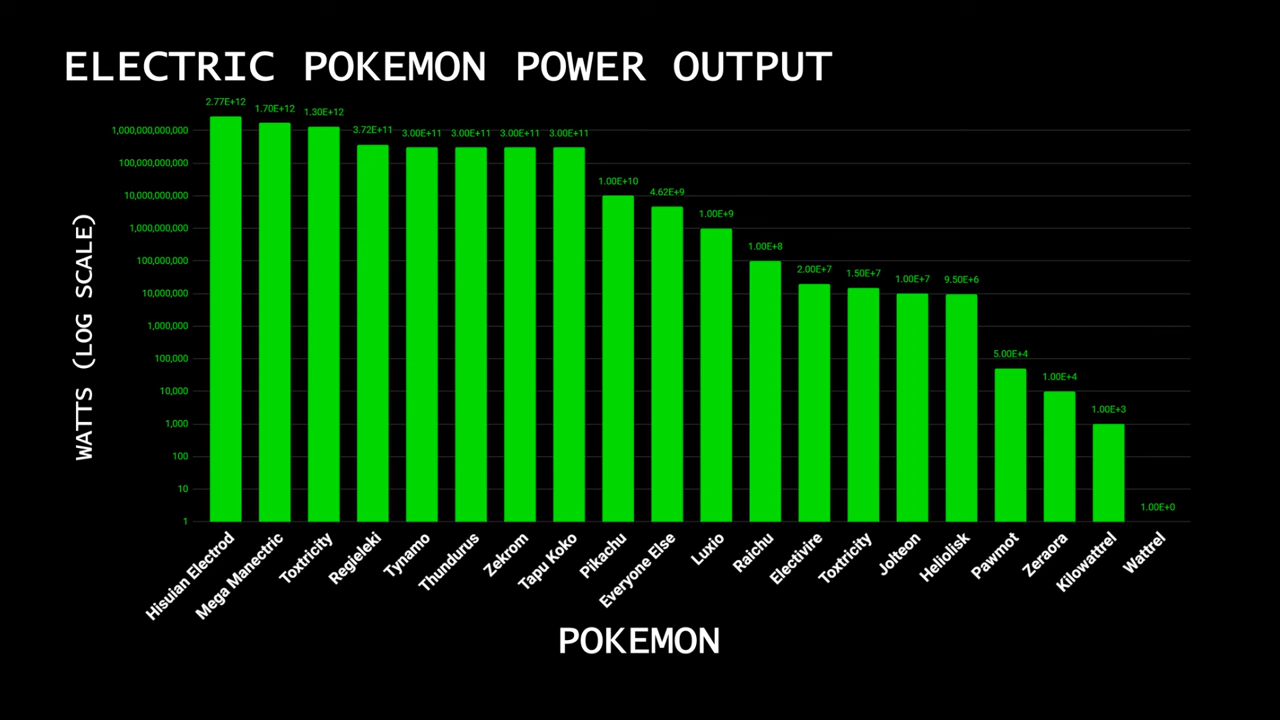 ELECTRIC POKEMON POWER OUTPUT
2.77E+12
1.70E+12
1.30E+12
3.72E+11
3.00E+11
3.00E+11
3.00E+11
3.00E+11
1.00E+10
4.62E+9
1.00E+9
1.00E+8
2.00E+7
1.50E+7
1.00E+7
9.50E+6
5.00E+4
1.00E+4
1.00E+3
1.00E+0
1,000,000,000,000
100,000,000,000
10,000,000,000
1,000,000,000
100,000,000
10,000,000
1,000,000
100,000
10,000
1,000
100
10
1
WATTS (LOG SCALE)
Hisuian Electrod
Mega Manectric
Toxtricity
Regieleki
Tynamo
Thundurus
Zekrom
Tapu Koko
Pikachu
Everyone Else
Luxio
Raichu
Electivire
Toxtricity
Jolteon
Heliolisk
Pawmot
Zeraora
Kilowattrel
Wattrel
POKEMON